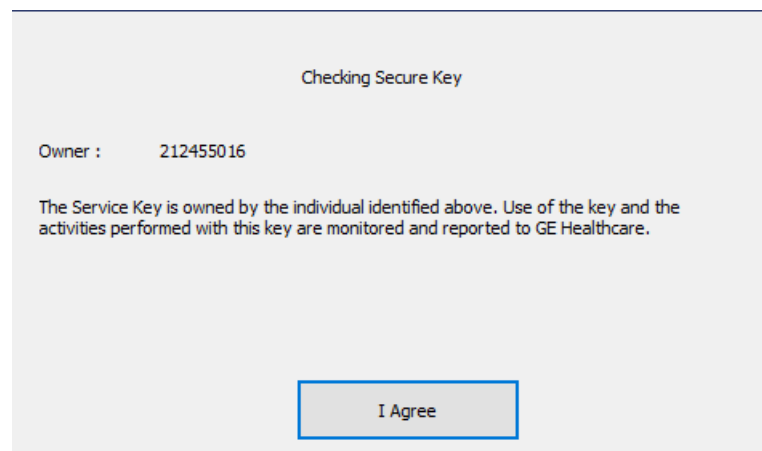 Checking Secure Key
Owner : 212455016
The Service Key is owned by the individual identified above. Use of the key and the
activities performed with this key are monitored and reported to GE Healthcare.
I Agree